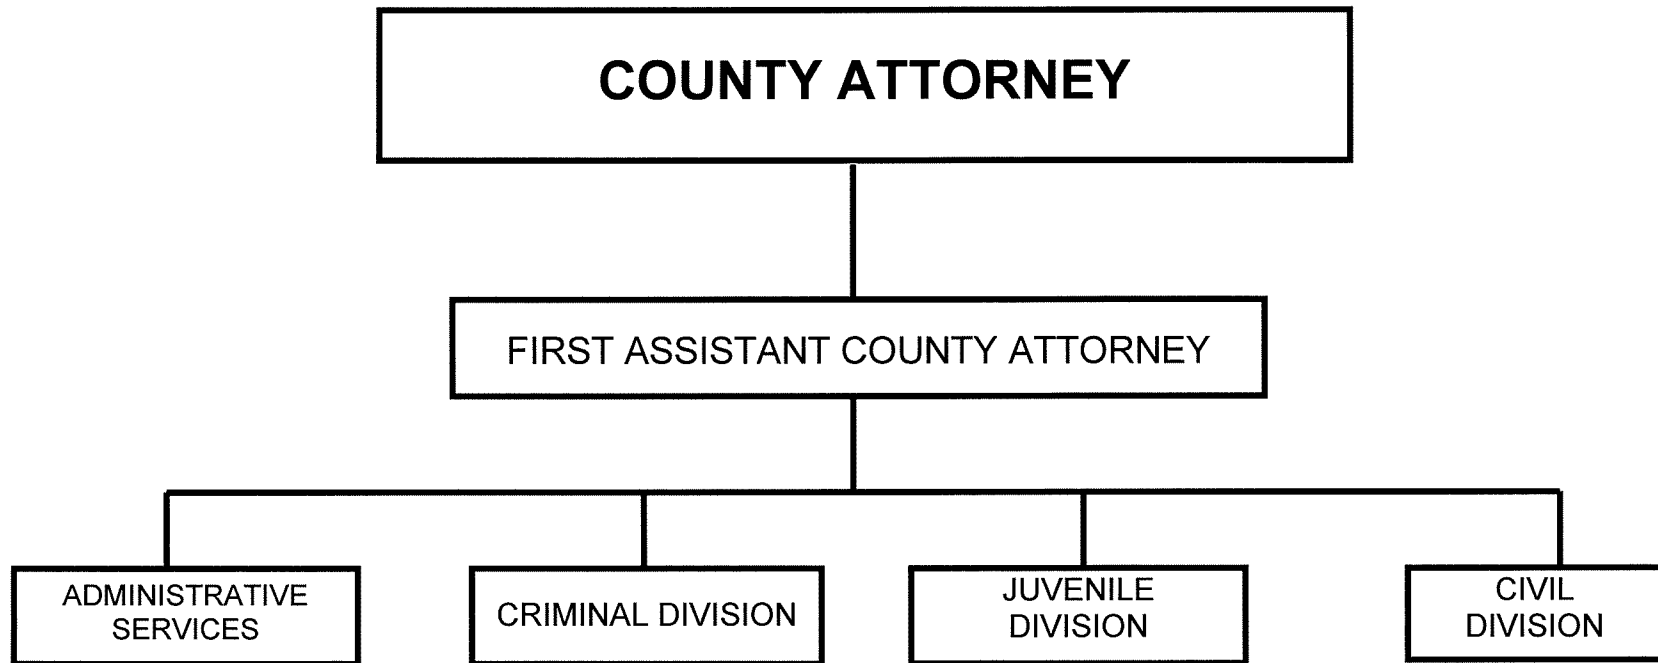 COUNTY ATTORNEY
FIRST ASSISTANT COUNTY ATTORNEY
ADMINISTRATIVE
SERVICES
CRIMINAL DIVISION
JUVENILE
DIVISION
CIVIL
DIVISION